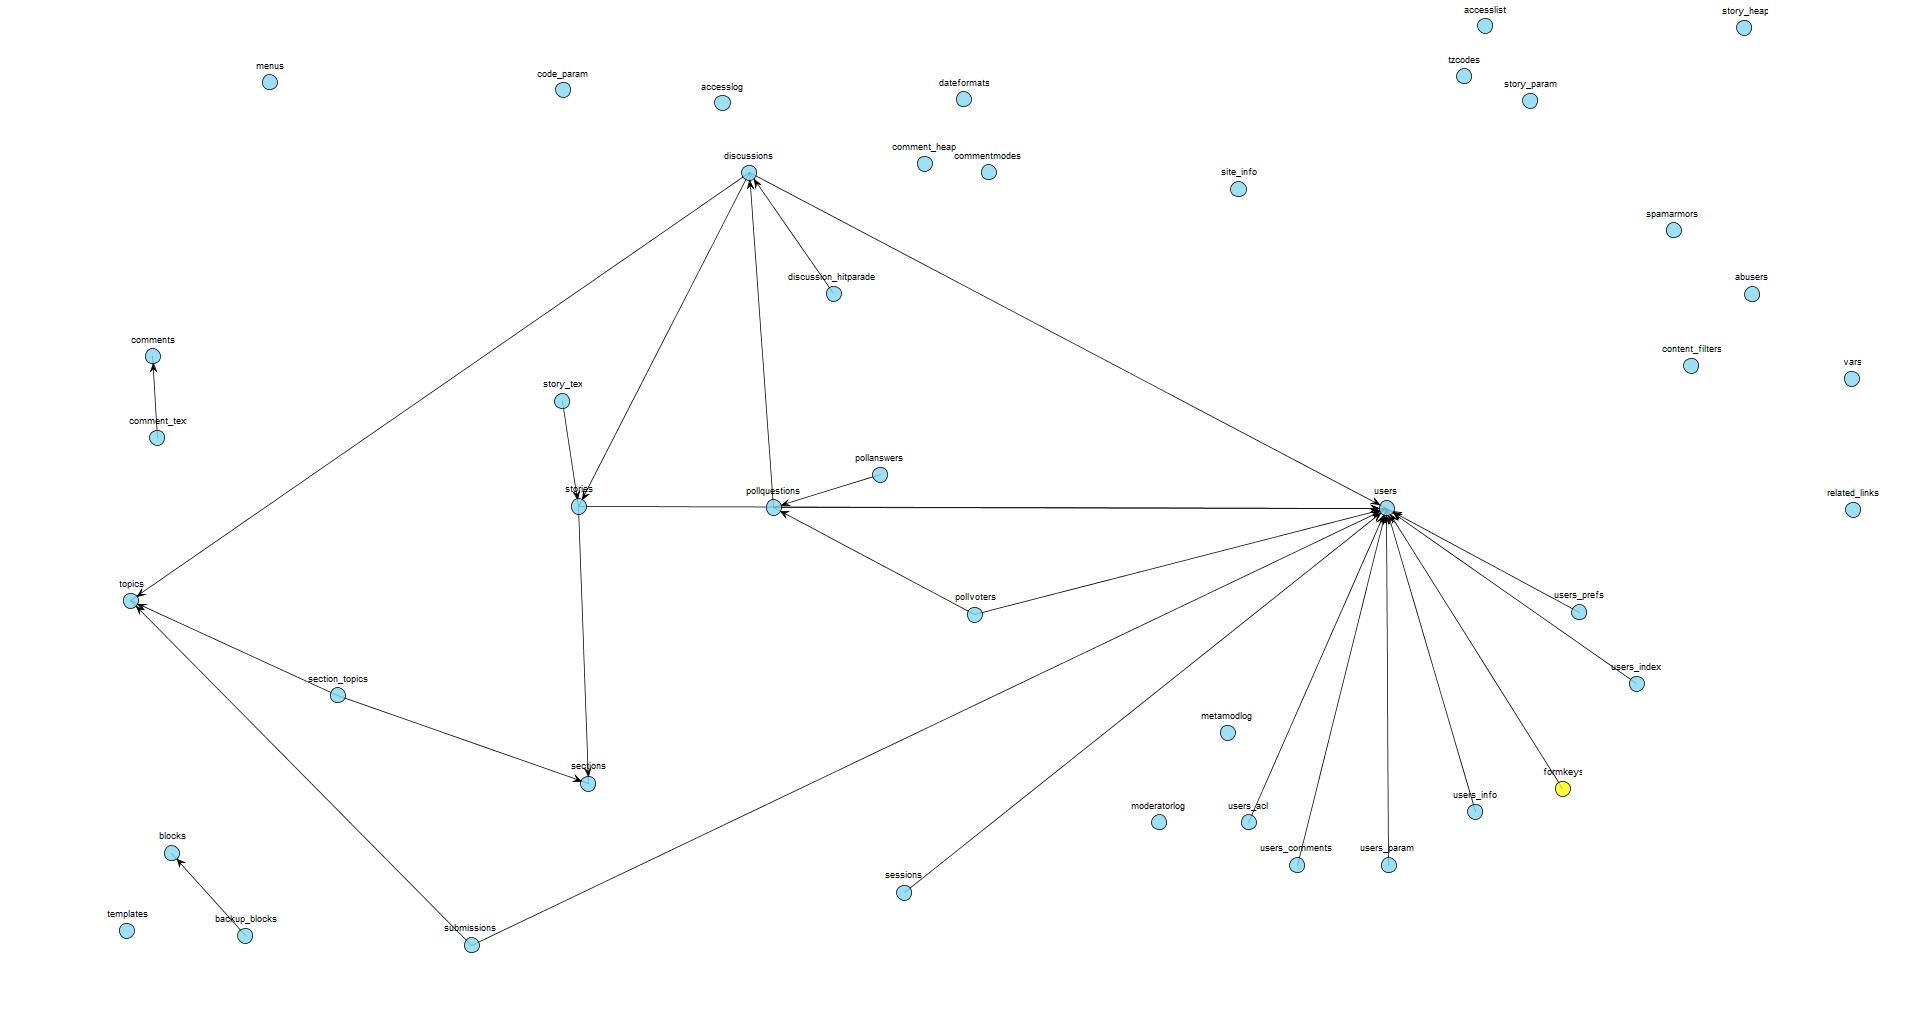 accesslist
story_heap
tzcodes
menus
code_param
story_param
dateformats
accesslog
comment_heap
commentmodes
discussions
site_info
spamarmors
discussion_hitparade
abusers
comments
content_filters
vars
story_tex
comment_tex
pollanswers
stories
pollquestions
users
related_links
topics
pollvoters
users_prefs
users_index
section_topics
metamodlog
sections
formkeys
users_info
moderatorlog
users_acl
blocks
users_comments
users_param
sessions
templates
backup_blocks
submissions